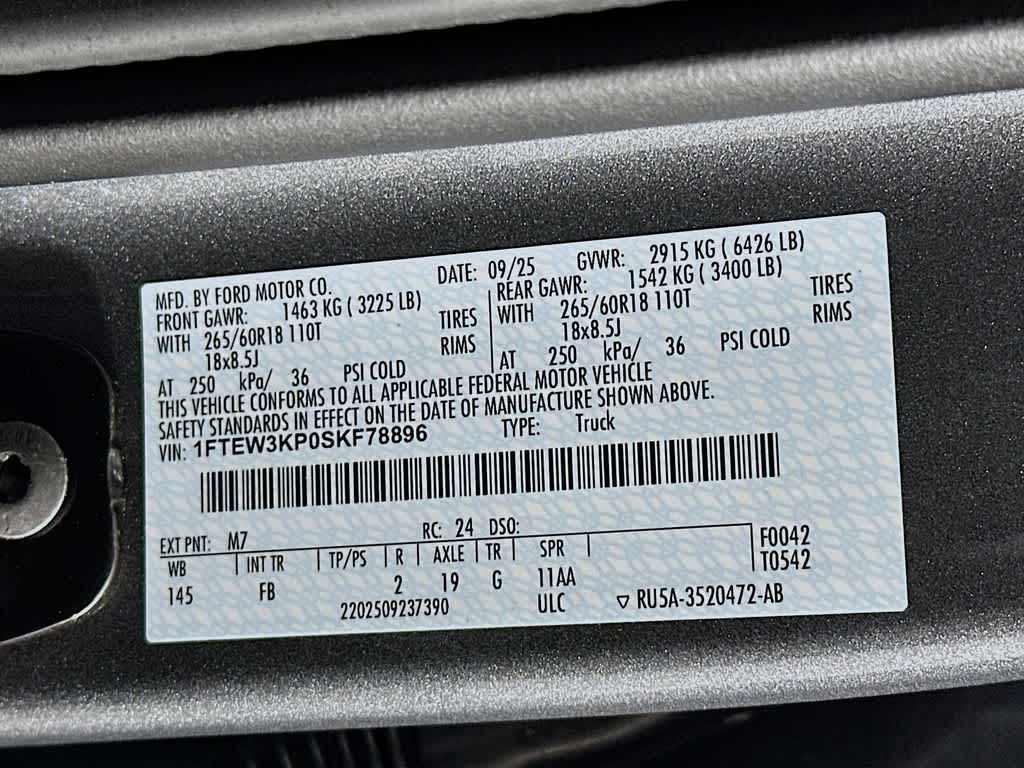 MFD. BY FORD MOTOR CO. DATE: 09/25 GVWR: 2915 KG ( 6426 LB)
FRONT GAWR: 1463 KG ( 3225 LB) REAR GAWR: 1542 KG ( 3400 LB)
WITH 265/60R18 110T TIRES WITH 265/60R18 110T TIRES
18x8.5J RIMS 18x8.5J RIMS
AT 250 kPa/ 36 PSI COLD AT 250 kPa/ 36 PSI COLD
THIS VEHICLE CONFORMS TO ALL APPLICABLE FEDERAL MOTOR VEHICLE
SAFETY STANDARDS IN EFFECT ON THE DATE OF MANUFACTURE SHOWN ABOVE.
VIN: 1FTEW3KP0SKF78896 TYPE: Truck
EXT PNT: M7 RC: 24 DSO: F0042
WB INT TR TP/PS R AXLE TR SPR T0542
145 FB 2 19 G 11AA
2202509237390 ULC ▽ RU5A-3520472-AB